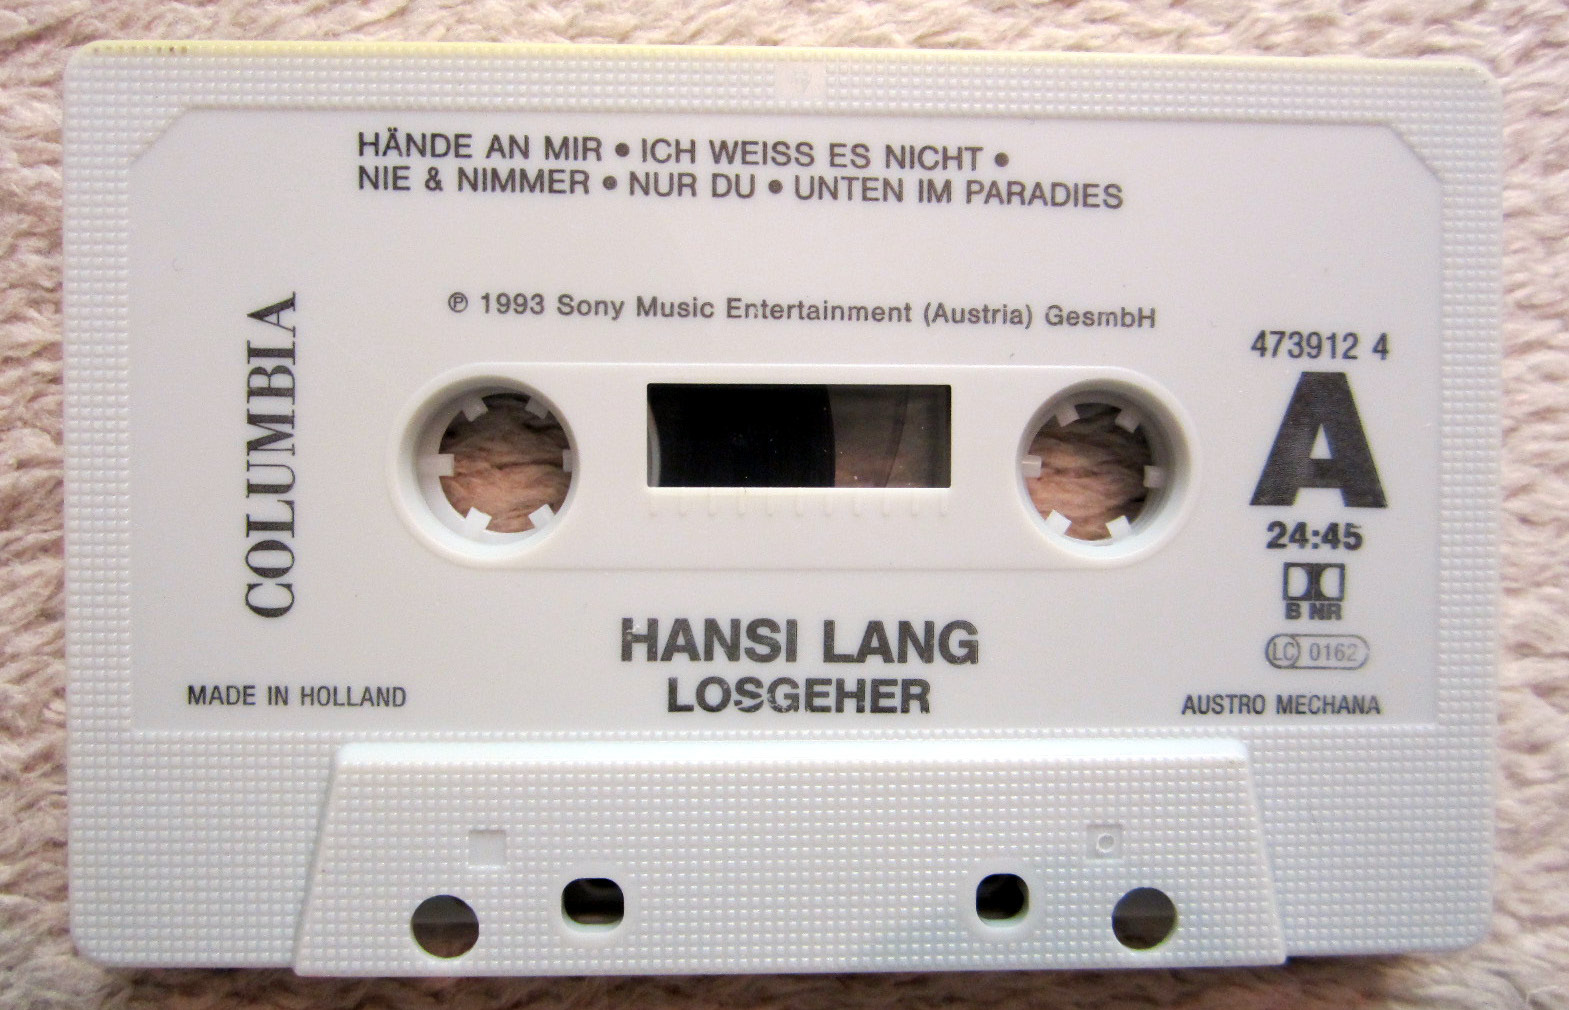 HÄNDE AN MIR • ICH WEISS ES NICHT •
NIE & NIMMER • NUR DU • UNTEN IM PARADIES
℗ 1993 Sony Music Entertainment (Austria) GesmbH
COLUMBIA
473912 4
A
24:45
B NR
LC 0162
HANSI LANG
LOSGEHER
MADE IN HOLLAND
AUSTRO MECHANA